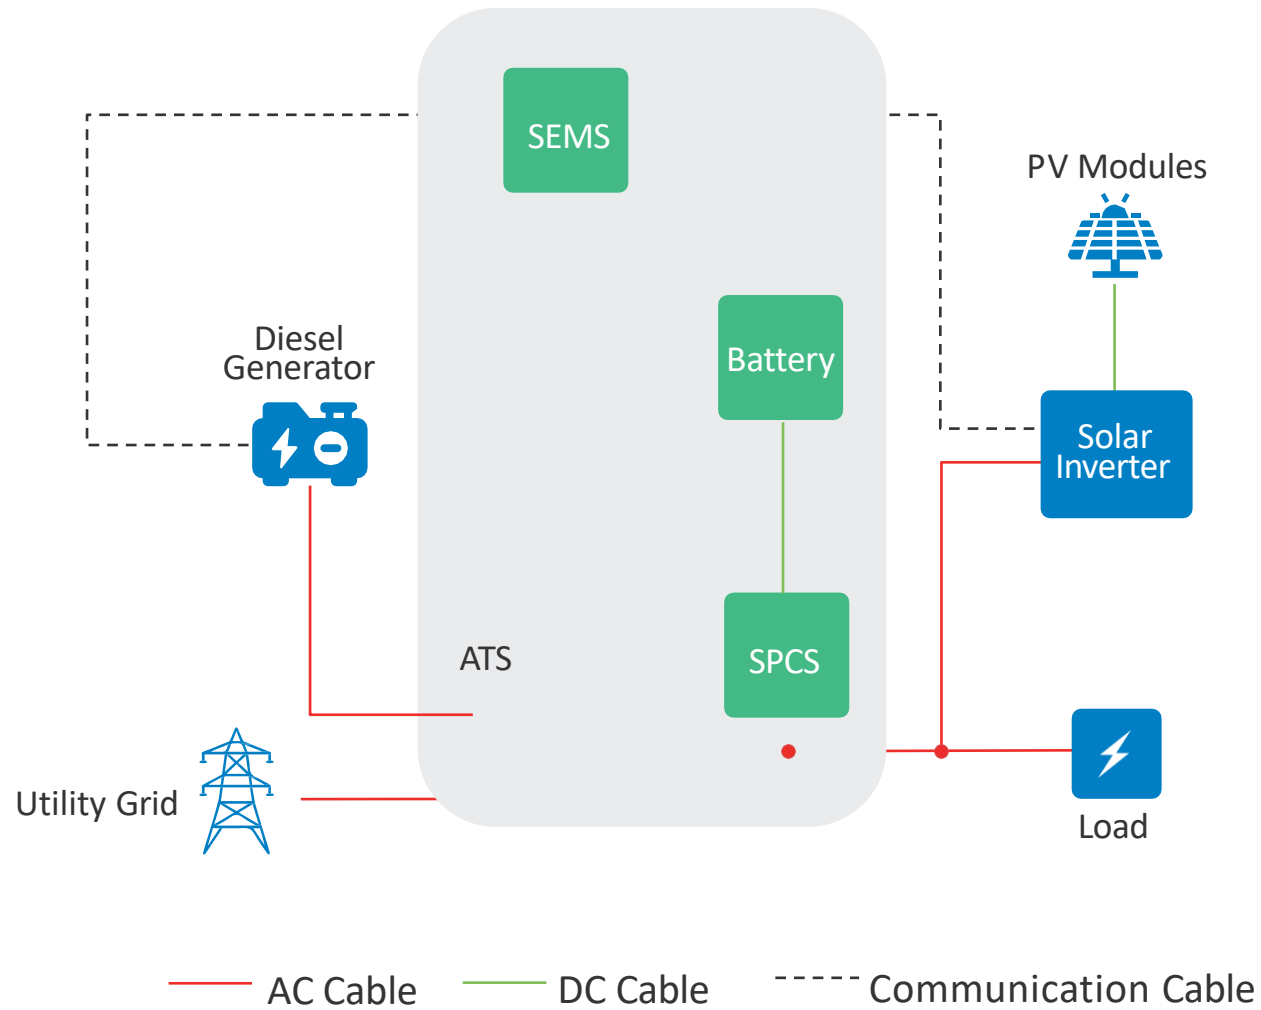 SEMS
PV Modules
Diesel
Generator
Battery
Solar
Inverter
ATS
SPCS
Utility Grid
Load
AC Cable
DC Cable
Communication Cable